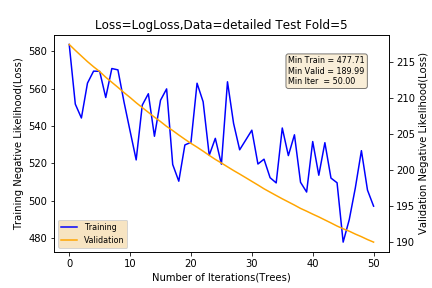 Loss=LogLoss,Data=detailed Test Fold=5
Training Negative Likelihood(Loss)
580
560
540
520
500
480
Min Train = 477.71
Min Valid = 189.99
Min Iter = 50.00
Training
Validation
215
210
205
200
195
190
Validation Negative Likelihood(Loss)
0 10 20 30 40 50
Number of Iterations(Trees)